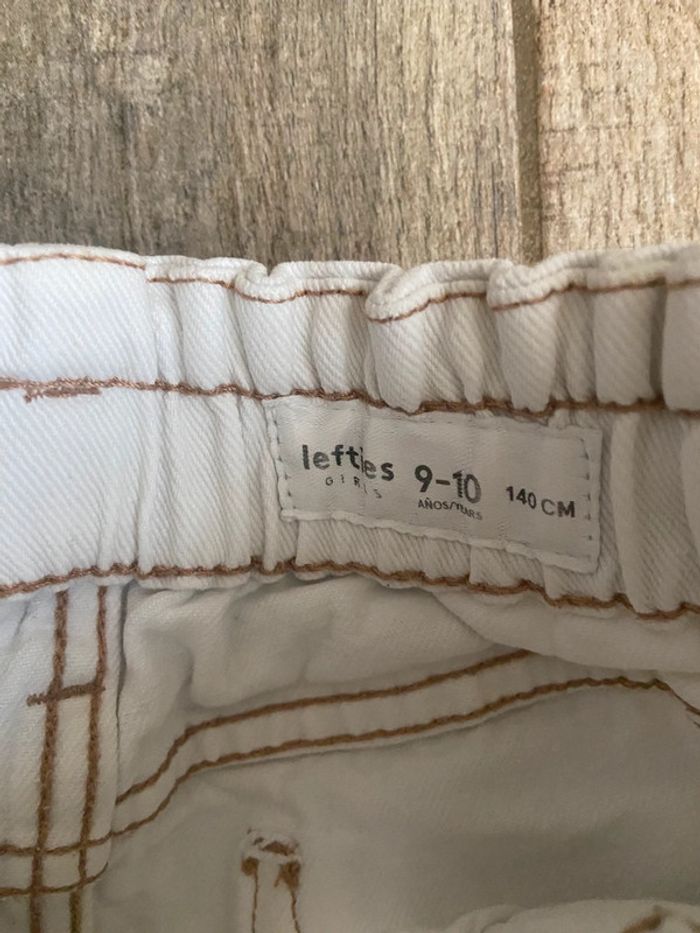 lefties 9-10 140 CM
GIRLS AÑOS/YEARS